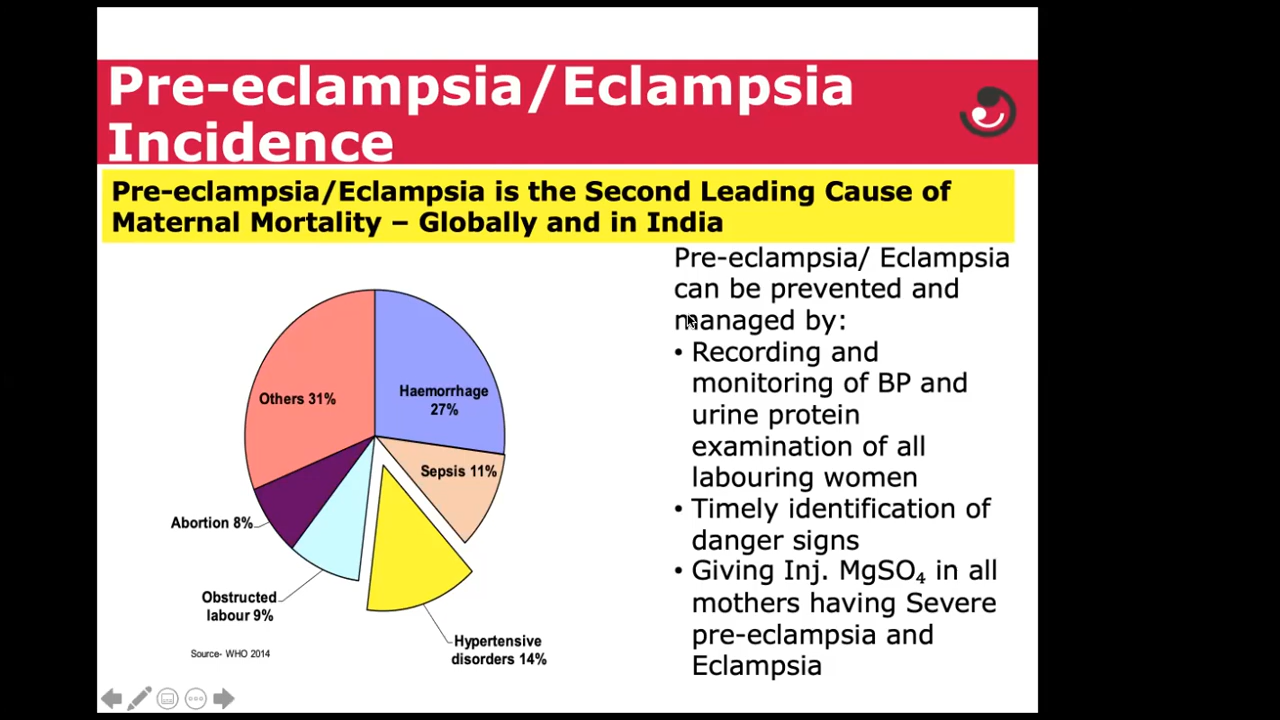 Pre-eclampsia/Eclampsia
Incidence
Pre-eclampsia/Eclampsia is the Second Leading Cause of
Maternal Mortality – Globally and in India
Others 31%
Haemorrhage
27%
Sepsis 11%
Abortion 8%
Obstructed
labour 9%
Hypertensive
disorders 14%
Source- WHO 2014
Pre-eclampsia/ Eclampsia
can be prevented and
managed by:
• Recording and
monitoring of BP and
urine protein
examination of all
labouring women
• Timely identification of
danger signs
• Giving Inj. MgSO₄ in all
mothers having Severe
pre-eclampsia and
Eclampsia